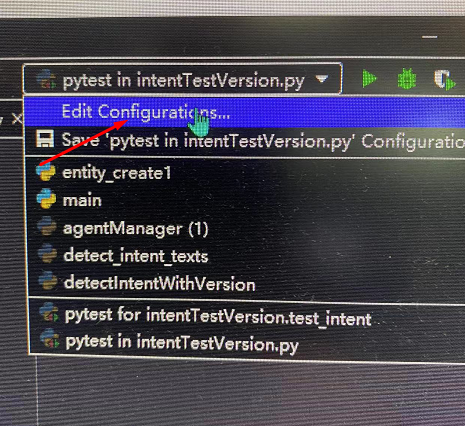 pytest in intentTestVersion.py
Edit Configurations...
Save 'pytest in intentTestVersion.py' Configuratio
entity_create1
main
agentManager (1)
detect_intent_texts
detectIntentWithVersion
pytest for intentTestVersion.test_intent
pytest in intentTestVersion.py